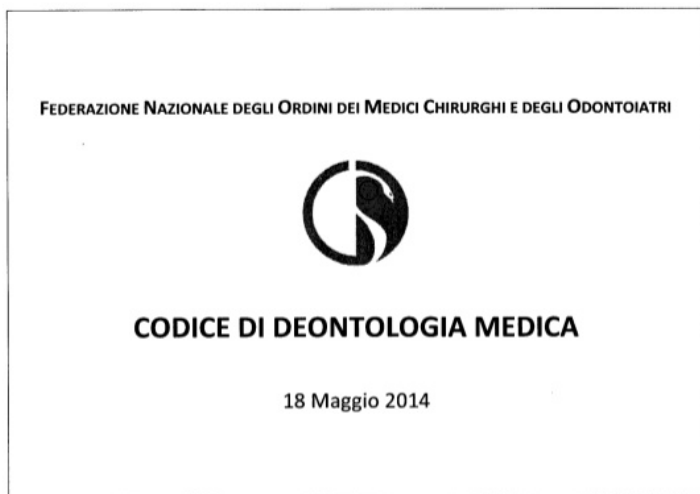 FEDERAZIONE NAZIONALE DEGLI ORDINI DEI MEDICI CHIRURGHI E DEGLI ODONTOIATRI
CODICE DI DEONTOLOGIA MEDICA
18 Maggio 2014